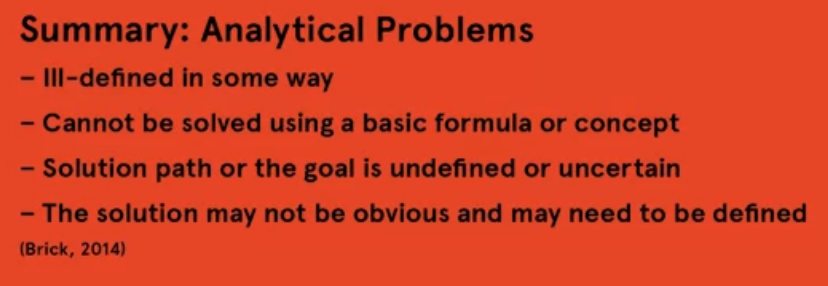 Summary: Analytical Problems
– Ill-defined in some way
– Cannot be solved using a basic formula or concept
– Solution path or the goal is undefined or uncertain
– The solution may not be obvious and may need to be defined
(Brick, 2014)